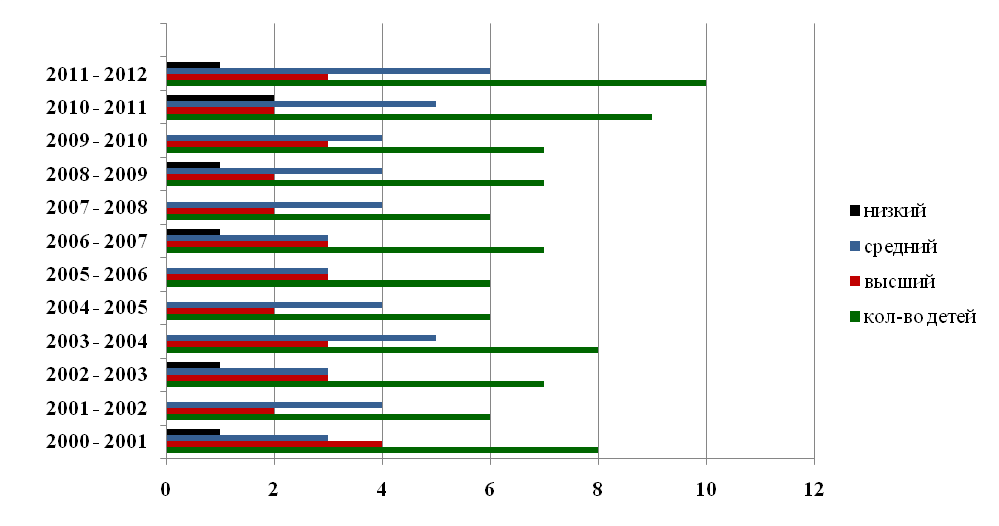 2011 - 2012
2010 - 2011
2009 - 2010
2008 - 2009
2007 - 2008
2006 - 2007
2005 - 2006
2004 - 2005
2003 - 2004
2002 - 2003
2001 - 2002
2000 - 2001
0 2 4 6 8 10 12
низкий
средний
высший
кол-во детей